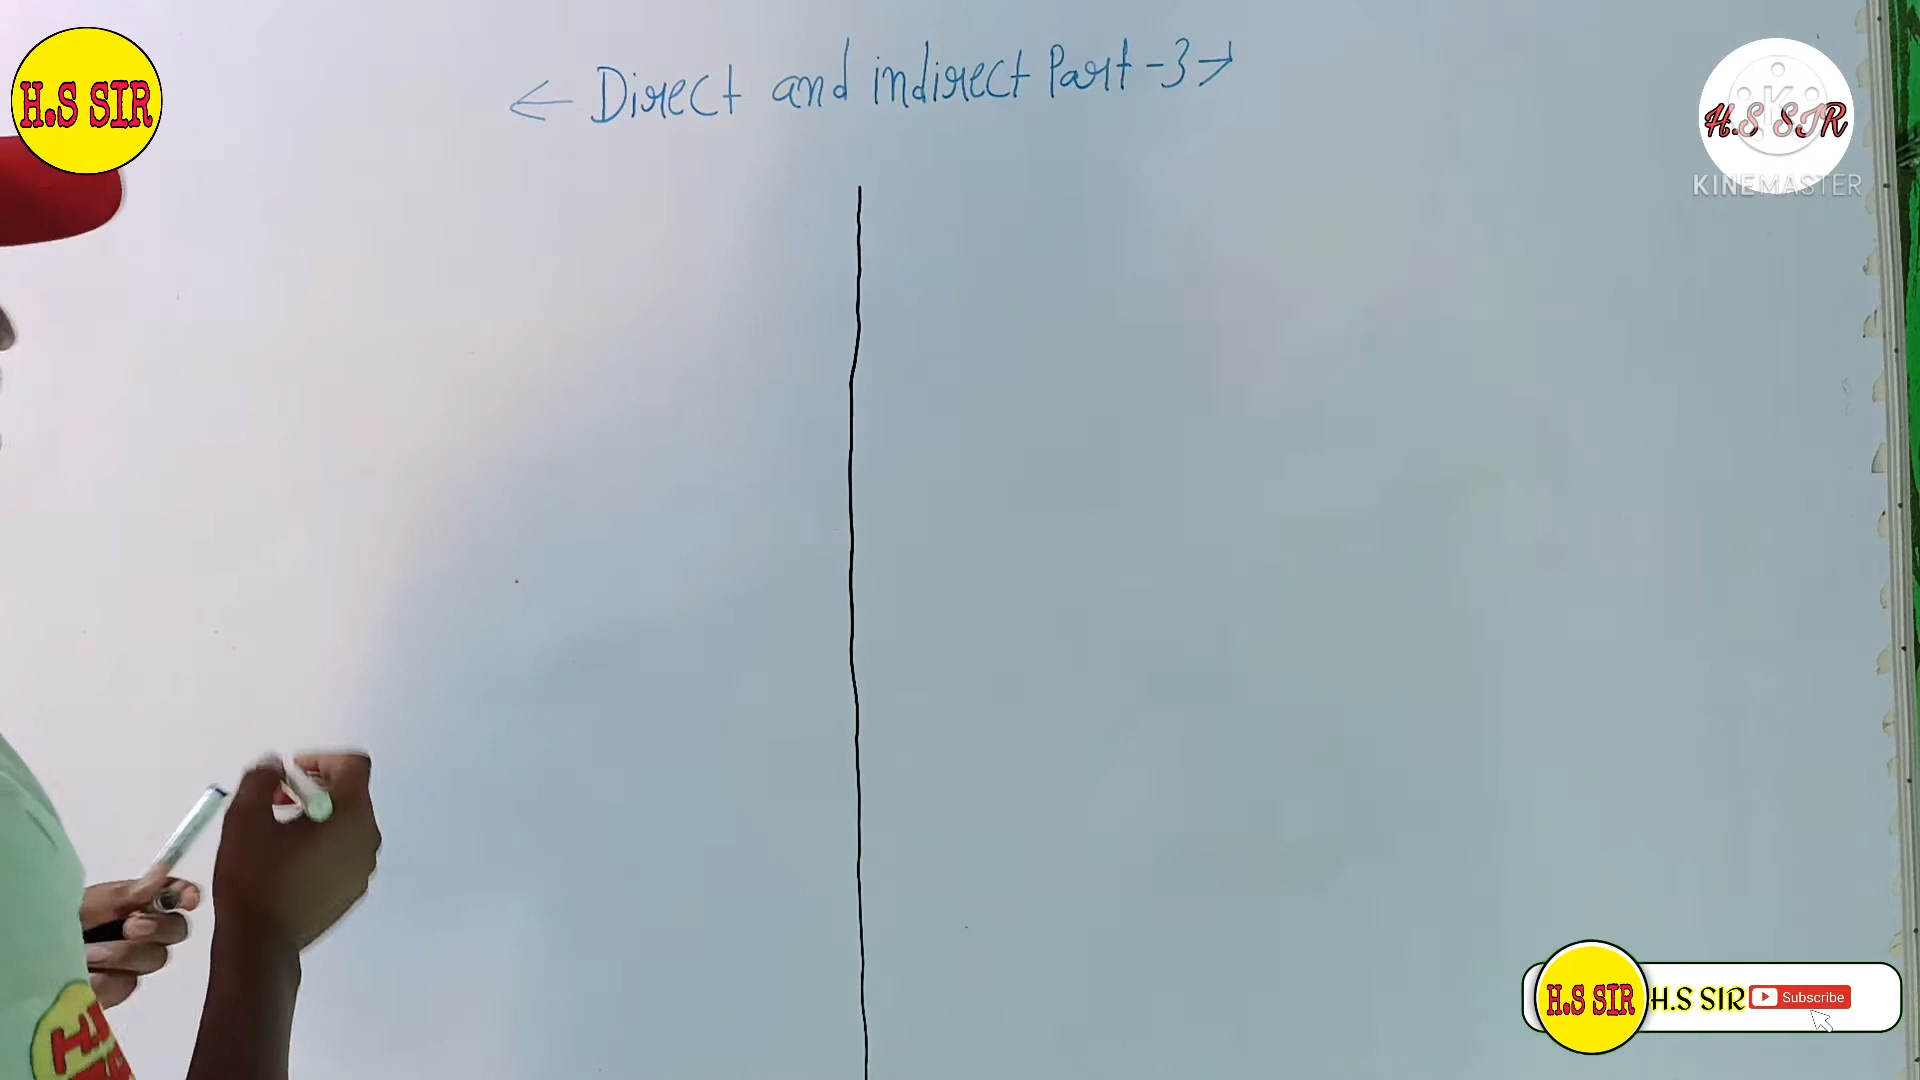 H.S SIR
← Direct and indirect Part-3 →
H.S SIR
KINEMASTER
H.S SIR
H.S SIR
Subscribe